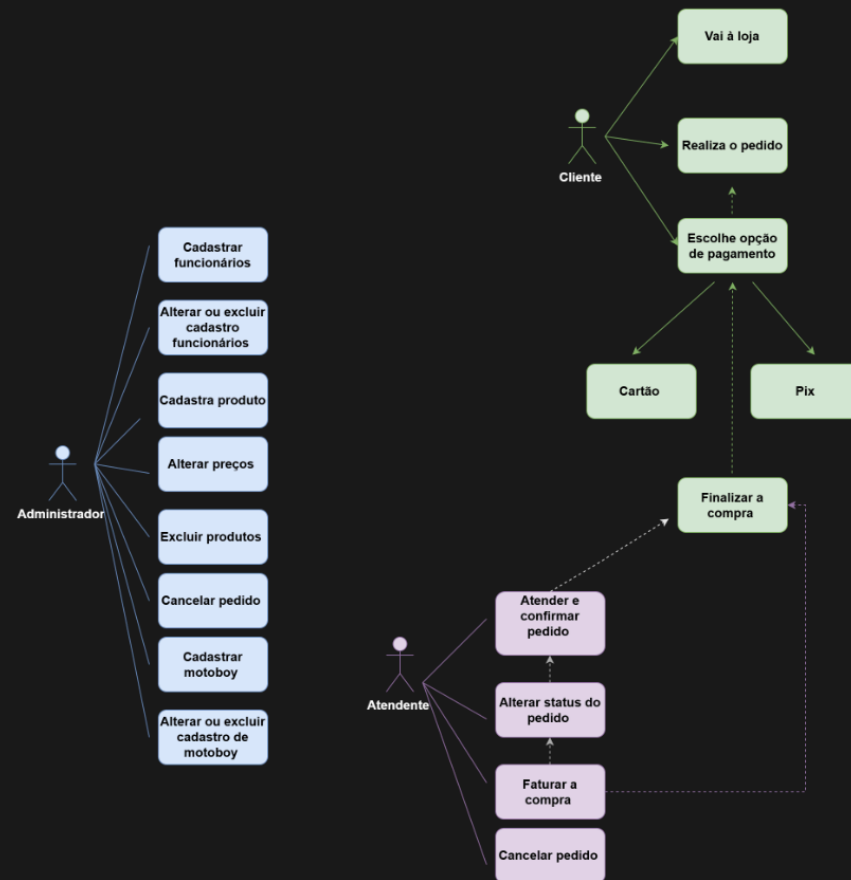 Vai à loja
Realiza o pedido
Cliente
Escolhe opção
de pagamento
Cartão
Pix
Finalizar a
compra
Cadastrar
funcionários
Alterar ou excluir
cadastro
funcionários
Cadastra produto
Alterar preços
Administrador
Excluir produtos
Cancelar pedido
Cadastrar
motoboy
Alterar ou excluir
cadastro de
motoboy
Atender e
confirmar
pedido
Atendente
Alterar status do
pedido
Faturar a
compra
Cancelar pedido